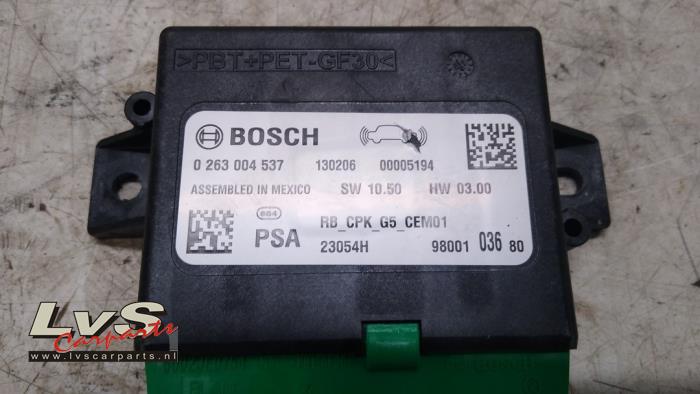 >PBT+PET-GF30<
BOSCH
0 263 004 537 130206 00005194
ASSEMBLED IN MEXICO SW 10.50 HW 03.00
PSA RB_CPK_G5_CEM01
23054H 98001 036 80
LvS
Carparts
www.lvscarparts.nl